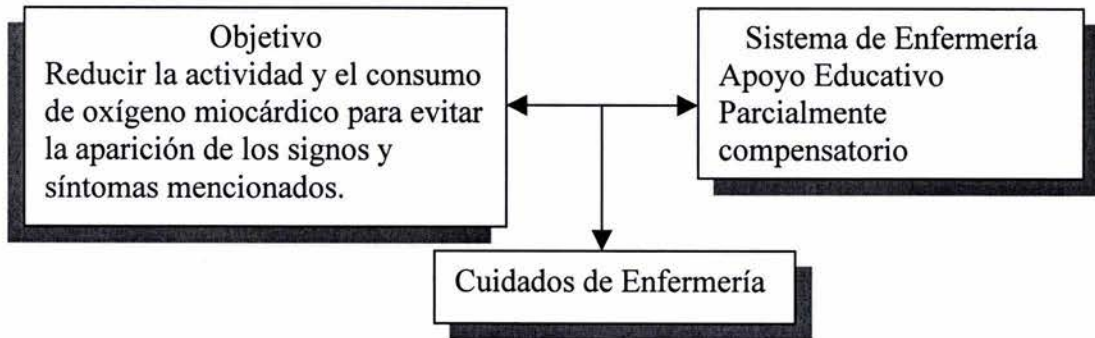 Objetivo
Reducir la actividad y el consumo
de oxígeno miocárdico para evitar
la aparición de los signos y
síntomas mencionados.
Sistema de Enfermería
Apoyo Educativo
Parcialmente
compensatorio
Cuidados de Enfermería